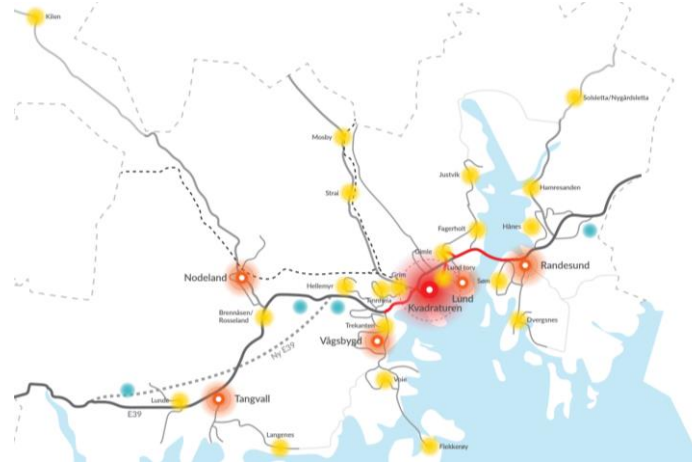 Kilen
Solsletta/Nygårdsletta
Mosby
Justvik
Hamresanden
Strai
Fagerholt
Hånes
Gimle
Randesund
Nodeland
Hellemyr
Grim
Lund torv
Søm
Tinnheia
Lund
Kvadraturen
Brennåsen/
Rosseland
Trekanten
Dvergsnes
Vågsbygd
Ny E39
Voie
Lunde
Tangvall
E39
Langenes
Flekkerøy